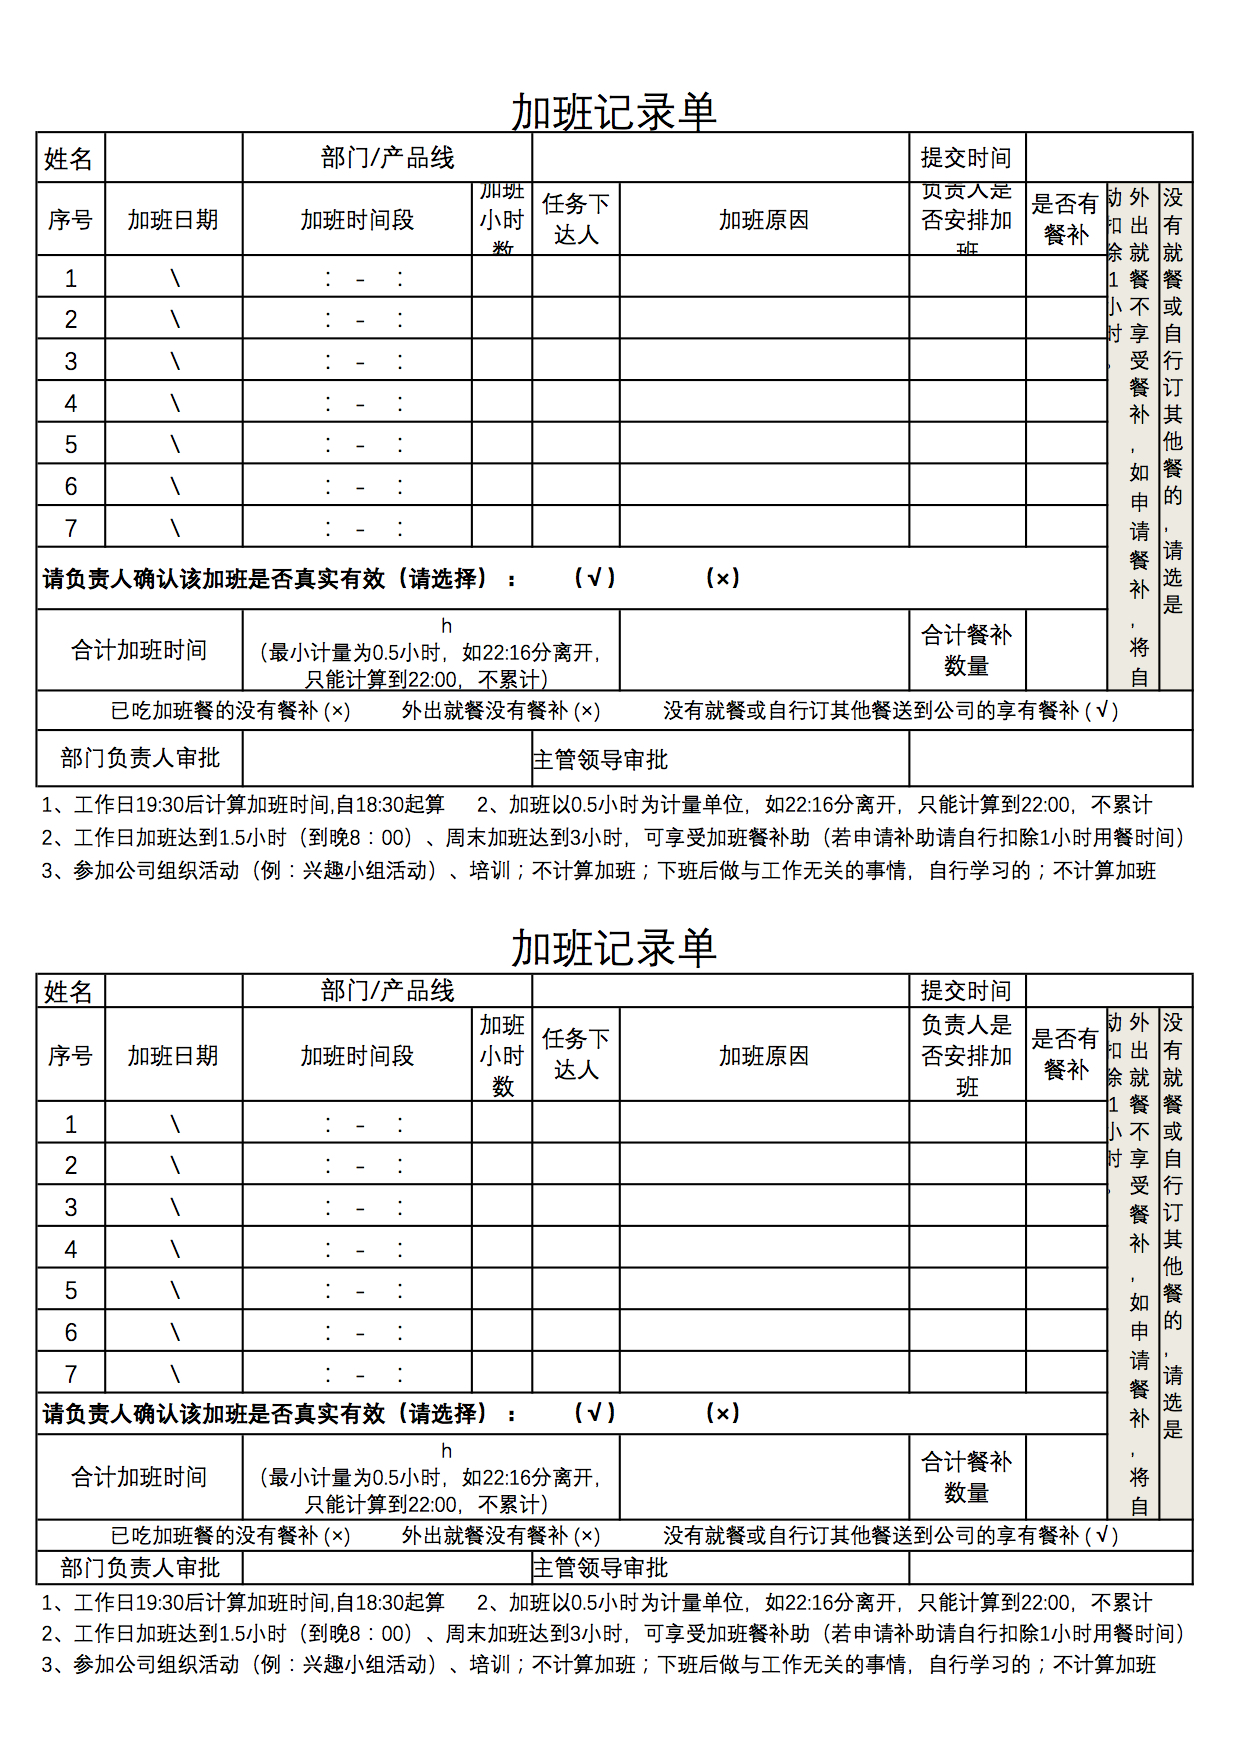 加班记录单
姓名 部门/产品线 提交时间
序号 加班日期 加班时间段 加班小时数 任务下达人 加班原因 负责人是否安排加班 是否有餐补
1 \ : - :
2 \ : - :
3 \ : - :
4 \ : - :
5 \ : - :
6 \ : - :
7 \ : - :
没有就餐或自行订其他餐的,请选是
外出就餐不享受餐补,如申请餐补,将自
动扣除1小时。
请负责人确认该加班是否真实有效（请选择）： （√） （×）
合计加班时间 h
（最小计量为0.5小时，如22:16分离开，
只能计算到22:00，不累计）
合计餐补数量
已吃加班餐的没有餐补 (×) 外出就餐没有餐补 (×) 没有就餐或自行订其他餐送到公司的享有餐补 ( √ )
部门负责人审批 主管领导审批
1、工作日19:30后计算加班时间,自18:30起算 2、加班以0.5小时为计量单位，如22:16分离开，只能计算到22:00，不累计
2、工作日加班达到1.5小时（到晚8：00）、周末加班达到3小时，可享受加班餐补助（若申请补助请自行扣除1小时用餐时间）
3、参加公司组织活动（例：兴趣小组活动）、培训；不计算加班；下班后做与工作无关的事情，自行学习的；不计算加班
加班记录单
姓名 部门/产品线 提交时间
序号 加班日期 加班时间段 加班小时数 任务下达人 加班原因 负责人是否安排加班 是否有餐补
1 \ : - :
2 \ : - :
3 \ : - :
4 \ : - :
5 \ : - :
6 \ : - :
7 \ : - :
没有就餐或自行订其他餐的,请选是
外出就餐不享受餐补,如申请餐补,将自
动扣除1小时。
请负责人确认该加班是否真实有效（请选择）： （√） （×）
合计加班时间 h
（最小计量为0.5小时，如22:16分离开，
只能计算到22:00，不累计）
合计餐补数量
已吃加班餐的没有餐补 (×) 外出就餐没有餐补 (×) 没有就餐或自行订其他餐送到公司的享有餐补 ( √ )
部门负责人审批 主管领导审批
1、工作日19:30后计算加班时间,自18:30起算 2、加班以0.5小时为计量单位，如22:16分离开，只能计算到22:00，不累计
2、工作日加班达到1.5小时（到晚8：00）、周末加班达到3小时，可享受加班餐补助（若申请补助请自行扣除1小时用餐时间）
3、参加公司组织活动（例：兴趣小组活动）、培训；不计算加班；下班后做与工作无关的事情，自行学习的；不计算加班